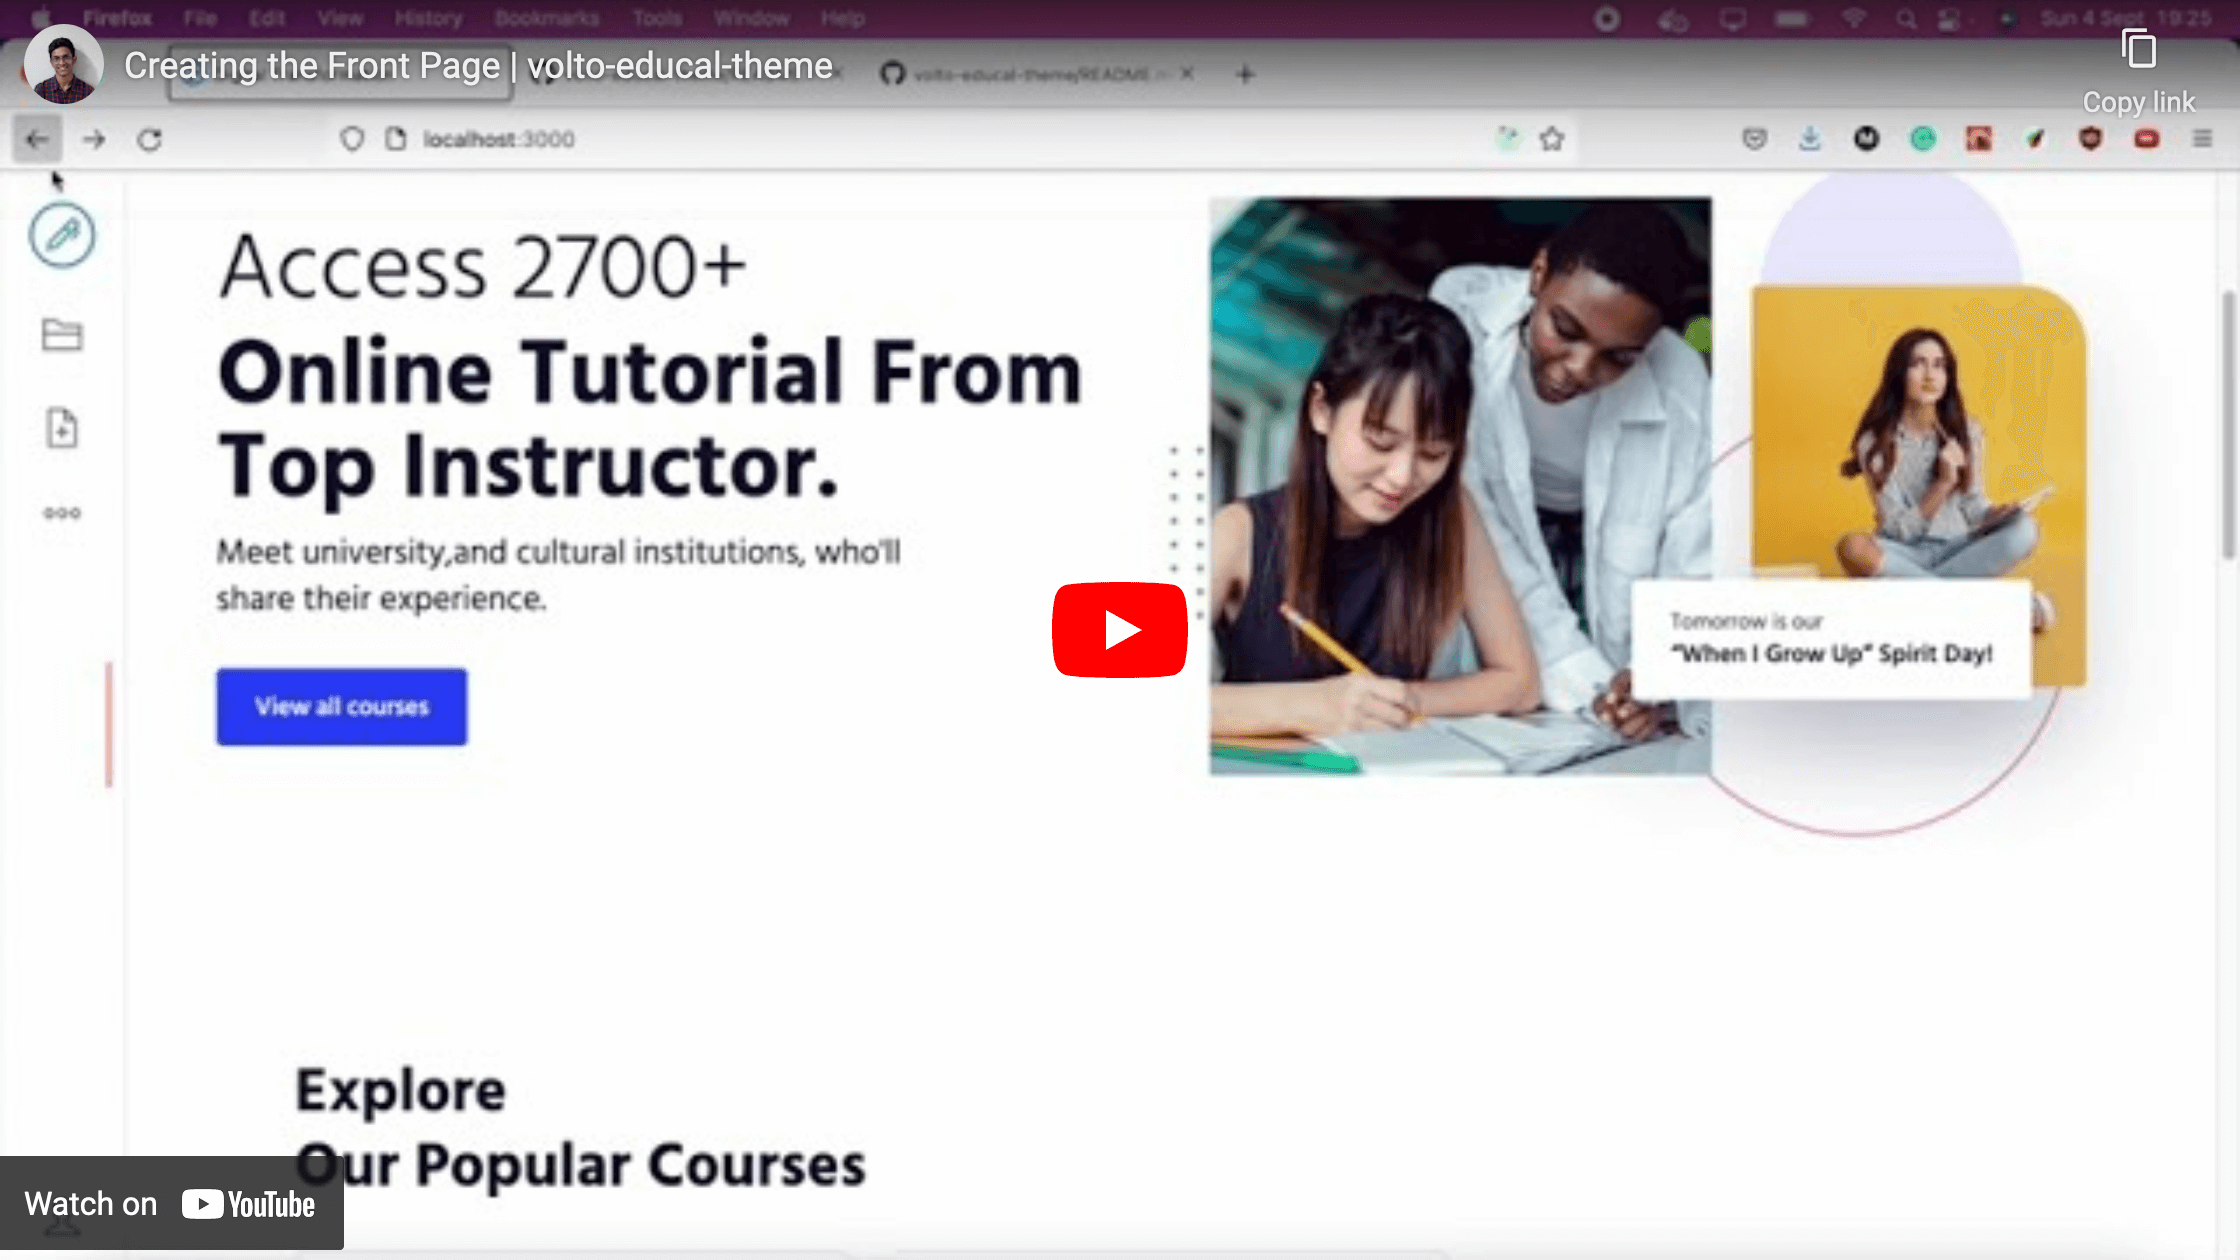 Firefox File Edit View History Bookmarks Tools Window Help Sun 4 Sept 19:25
Creating the Front Page | volto-educal-theme
volto-educal-theme/README.
Copy link
localhost:3000
Access 2700+
Online Tutorial From
Top Instructor.
Meet university,and cultural institutions, who'll
share their experience.
View all courses
Tomorrow is our
“When I Grow Up” Spirit Day!
Explore
Our Popular Courses
Watch on YouTube